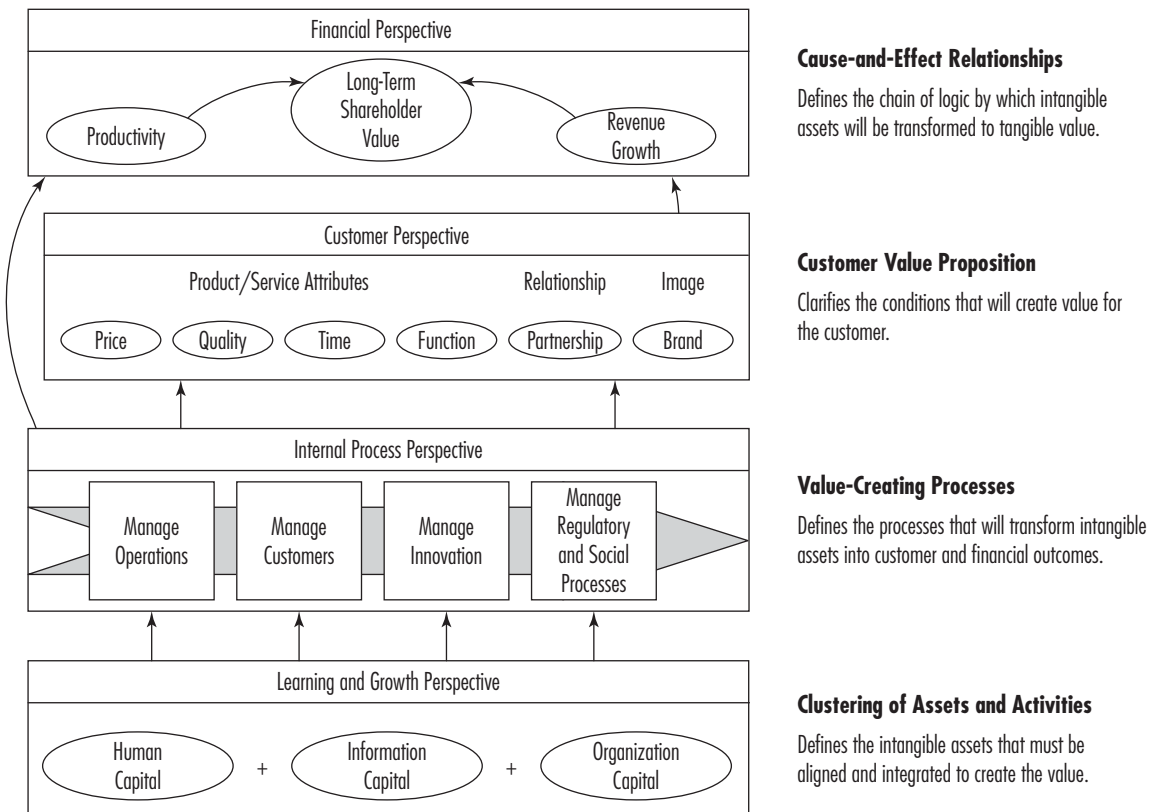 Financial Perspective
Long-Term
Shareholder
Value
Productivity
Revenue
Growth
Cause-and-Effect Relationships
Defines the chain of logic by which intangible
assets will be transformed to tangible value.
Customer Perspective
Product/Service Attributes
Relationship
Image
Price
Quality
Time
Function
Partnership
Brand
Customer Value Proposition
Clarifies the conditions that will create value for
the customer.
Internal Process Perspective
Manage
Operations
Manage
Customers
Manage
Innovation
Manage
Regulatory
and Social
Processes
Value-Creating Processes
Defines the processes that will transform intangible
assets into customer and financial outcomes.
Learning and Growth Perspective
Human
Capital
+
Information
Capital
+
Organization
Capital
Clustering of Assets and Activities
Defines the intangible assets that must be
aligned and integrated to create the value.